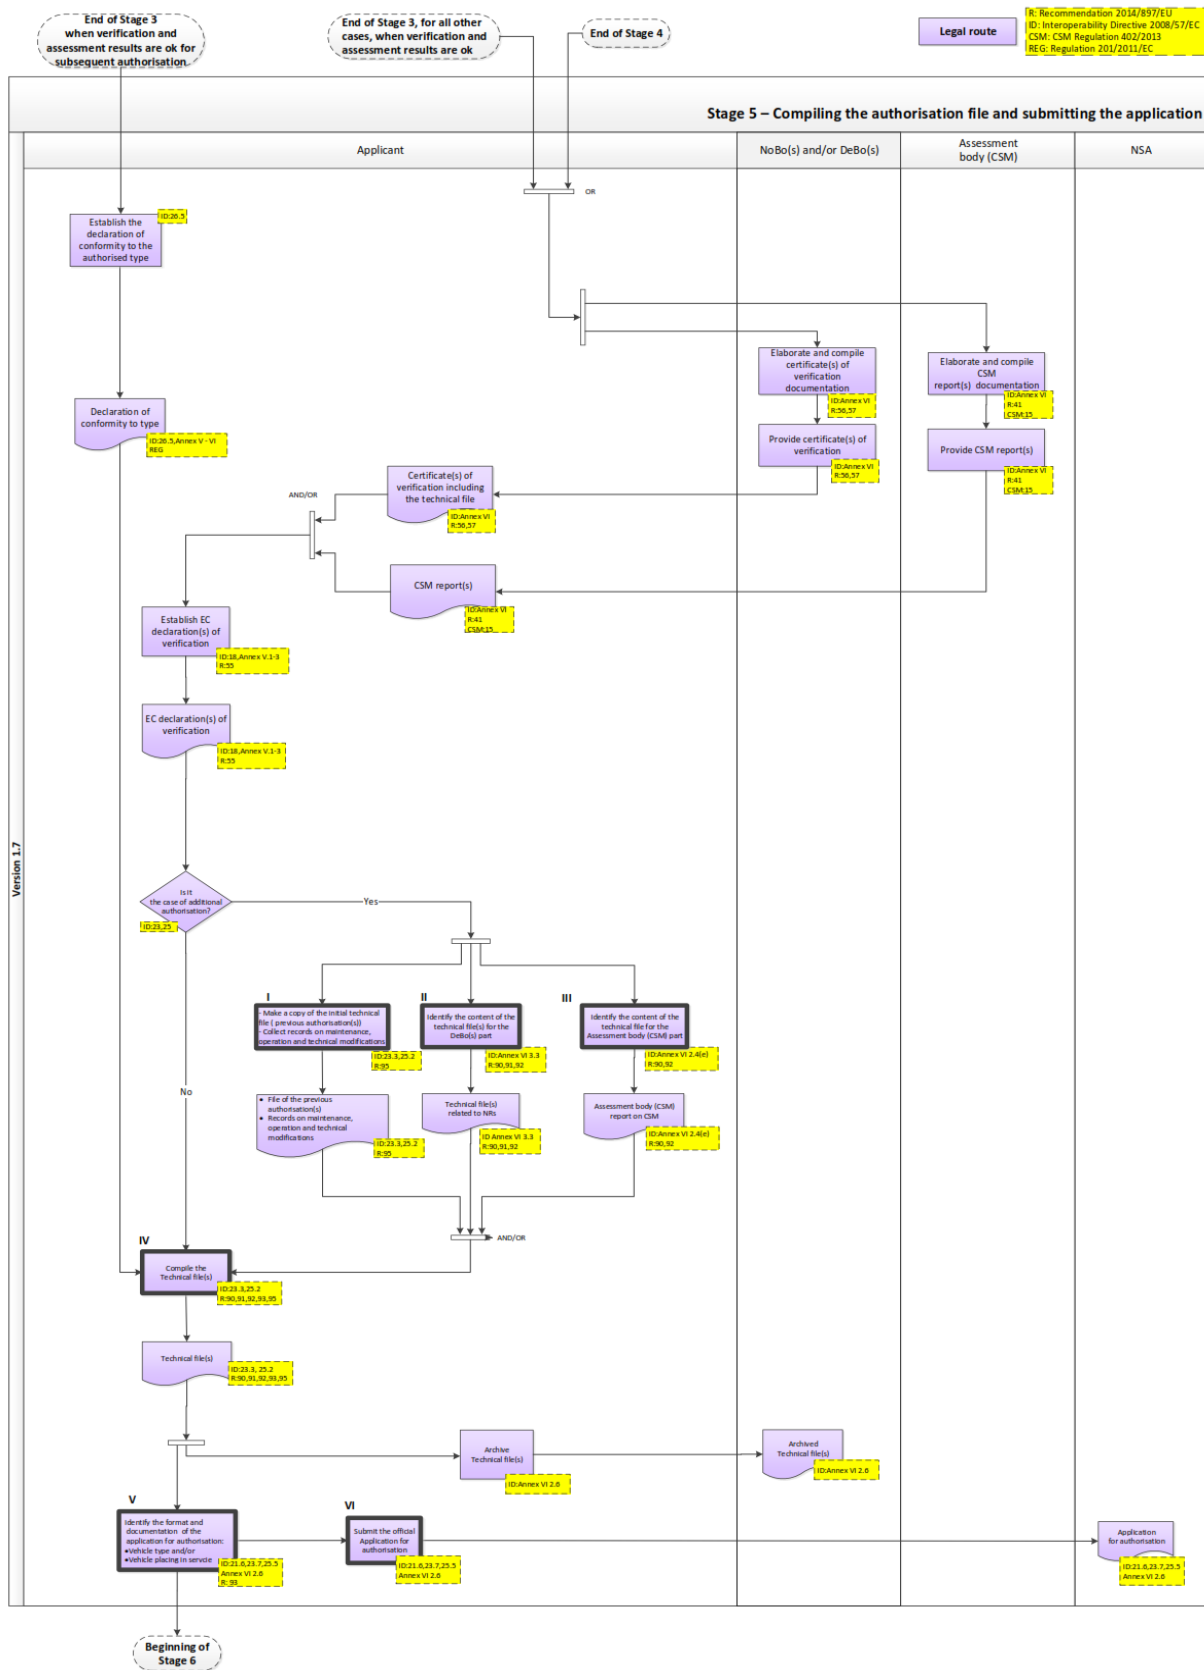 End of Stage 3
when verification and
assessment results are ok for
subsequent authorisation
End of Stage 3, for all other
cases, when verification and
assessment results are ok
End of Stage 4
Legal route
R: Recommendation 2014/897/EU
ID: Interoperability Directive 2008/57/EC
CSM: CSM Regulation 402/2013
REG: Regulation 201/2011/EC
Stage 5 – Compiling the authorisation file and submitting the application
Version 1.7
Applicant
NoBo(s) and/or DeBo(s)
Assessment
body (CSM)
NSA
OR
Establish the
declaration of
conformity to the
authorised type
ID:26.5
Elaborate and compile
certificate(s) of
verification
documentation
ID:Annex VI
R:56,57
Elaborate and compile
CSM
report(s) documentation
ID:Annex VI
R:41
CSM:15
Declaration of
conformity to type
ID:26.5,Annex V - VI
REG
Provide certificate(s) of
verification
ID:Annex VI
R:56,57
Provide CSM report(s)
ID:Annex VI
R:41
CSM:15
AND/OR
Certificate(s) of
verification including
the technical file
ID:Annex VI
R:56,57
CSM report(s)
ID:Annex VI
R:41
CSM:15
Establish EC
declaration(s) of
verification
ID:18,Annex V.1-3
R:55
EC declaration(s) of
verification
ID:18,Annex V.1-3
R:55
Is it
the case of additional
authorisation?
ID:23,25
Yes
No
I
- Make a copy of the initial technical
file ( previous authorisation(s))
- Collect records on maintenance,
operation and technical modifications
ID:23.3,25.2
R:95
II
Identify the content of the
technical file(s) for the
DeBo(s) part
ID:Annex VI 3.3
R:90,91,92
III
Identify the content of the
technical file for the
Assessment body (CSM) part
ID:Annex VI 2.4(e)
R:90,92
• File of the previous
authorisation(s)
• Records on maintenance,
operation and technical
modifications
ID:23.3,25.2
R:95
Technical file(s)
related to NRs
ID Annex VI 3.3
R:90,91,92
Assessment body (CSM)
report on CSM
ID:Annex VI 2.4(e)
R:90,92
AND/OR
IV
Compile the
Technical file(s)
ID:23.3,25.2
R:90,91,92,93,95
Technical file(s)
ID:23.3, 25.2
R:90,91,92,93,95
Archive
Technical file(s)
ID:Annex VI 2.6
Archived
Technical file(s)
ID:Annex VI 2.6
V
Identify the format and
documentation of the
application for authorisation:
•Vehicle type and/or
•Vehicle placing in servcie
ID:21.6,23.7,25.5
Annex VI 2.6
R: 93
VI
Submit the official
Application for
authorisation
ID:21.6,23.7,25.5
Annex VI 2.6
Application
for authorisation
ID:21.6,23.7,25.5
Annex VI 2.6
Beginning of
Stage 6